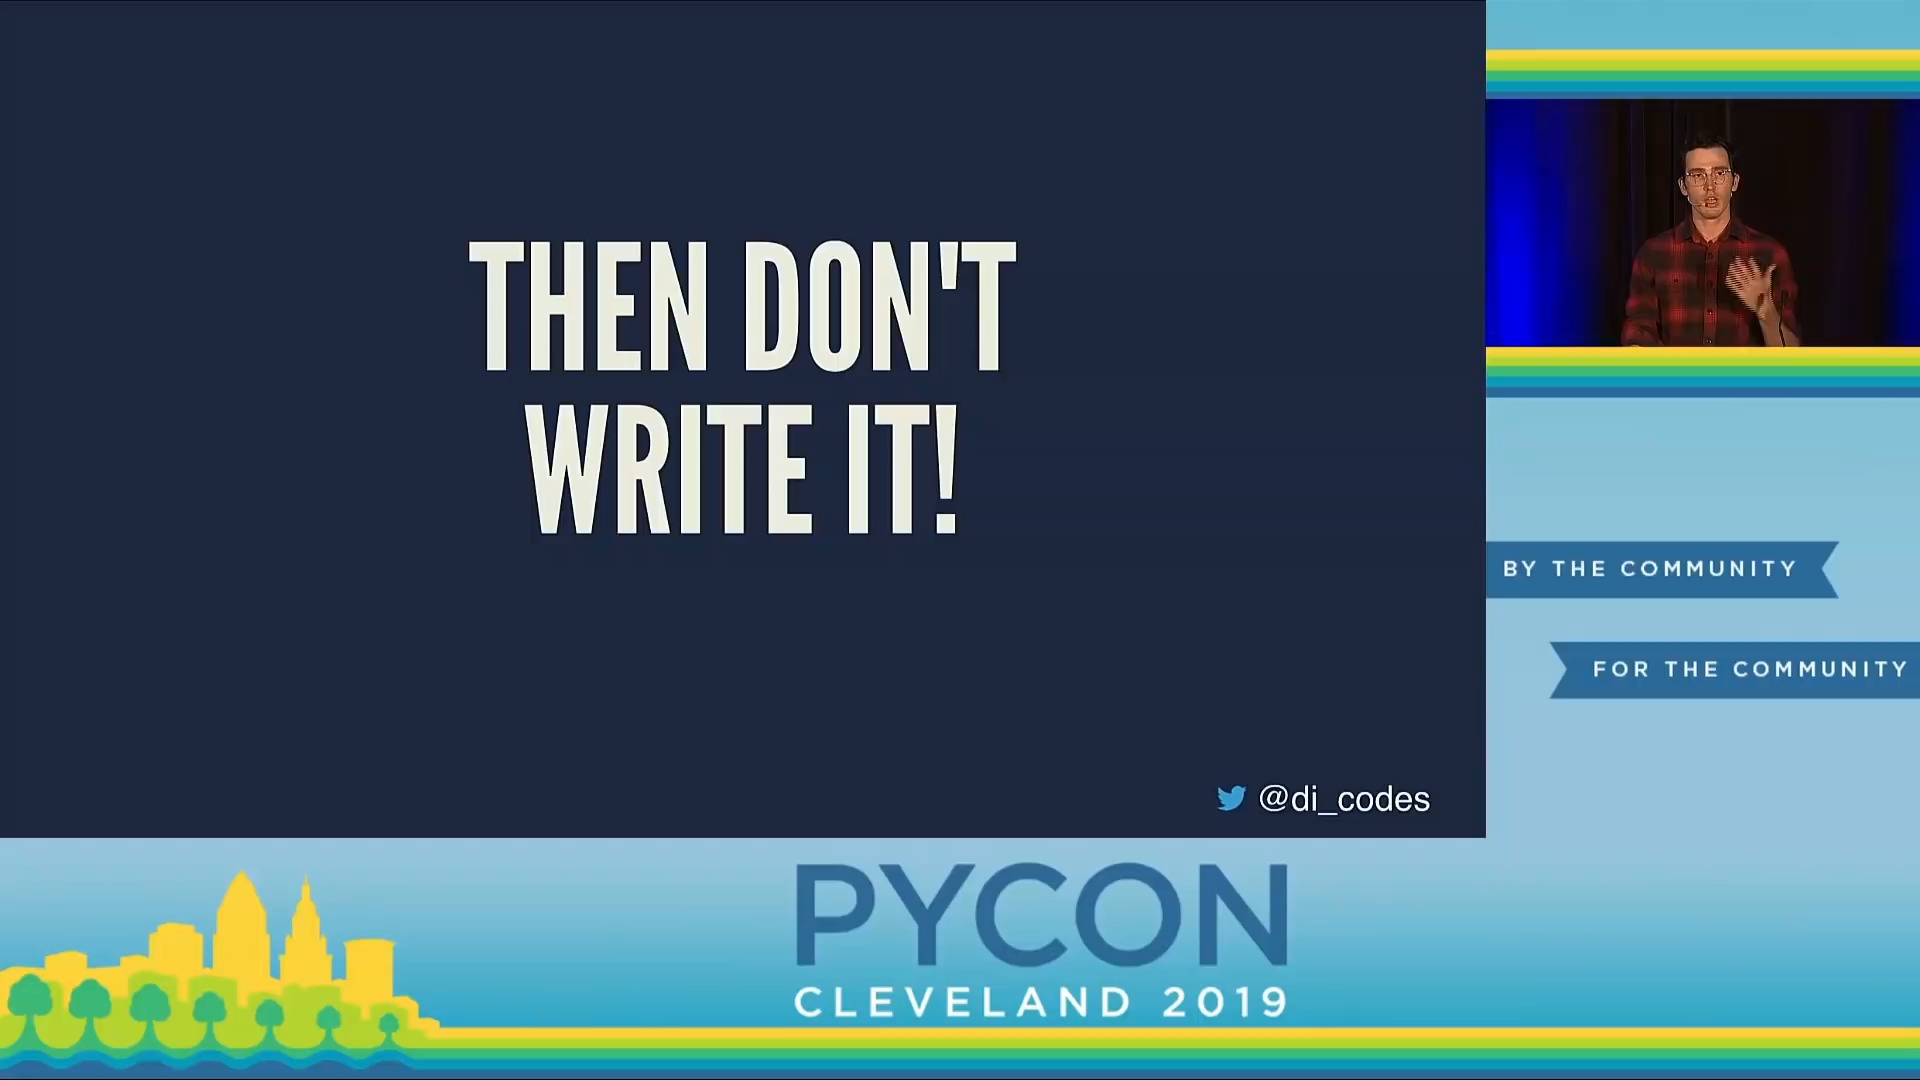 THEN DON'T
WRITE IT!
@di_codes
BY THE COMMUNITY
FOR THE COMMUNITY
PYCON
CLEVELAND 2019